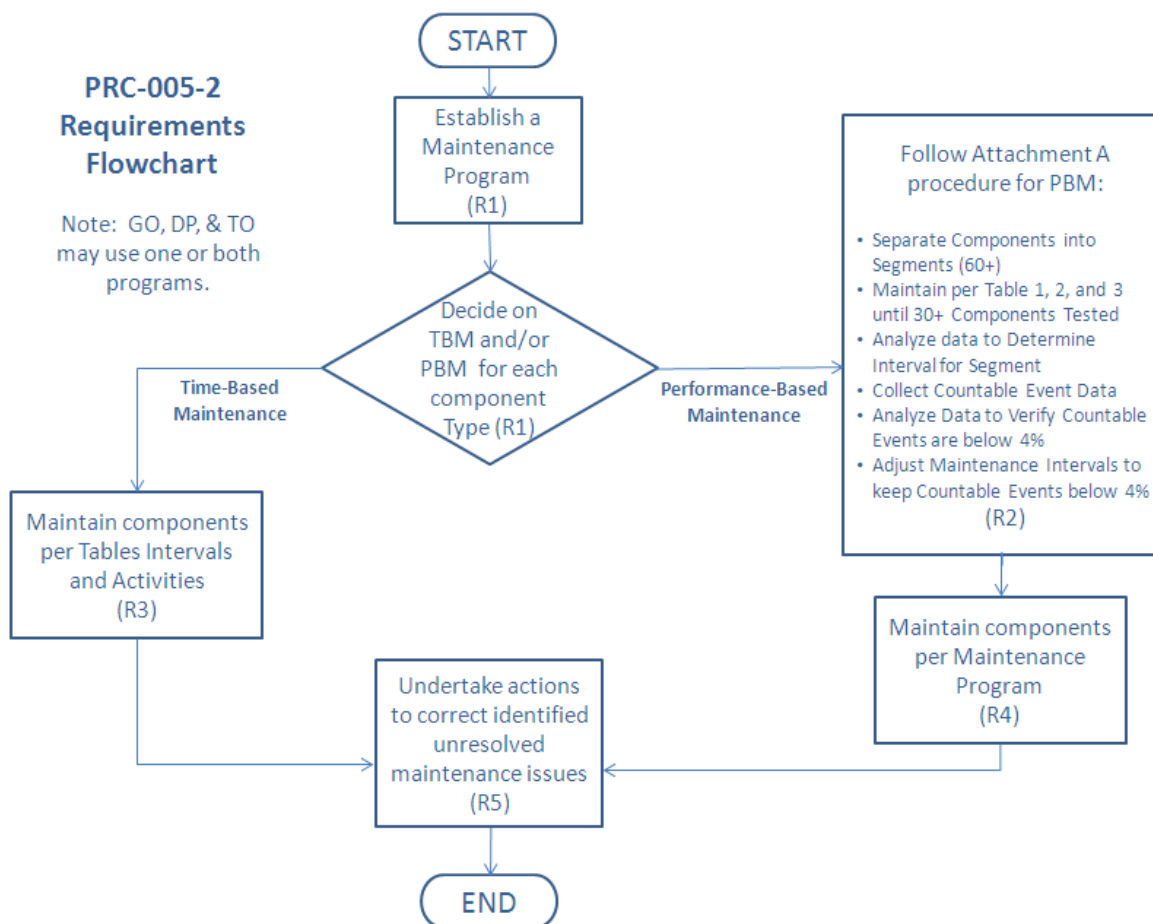 START
PRC-005-2
Requirements
Flowchart
Note: GO, DP, & TO
may use one or both
programs.
Establish a
Maintenance
Program
(R1)
Decide on
TBM and/or
PBM for each
component
Type (R1)
Time-Based
Maintenance
Performance-Based
Maintenance
Follow Attachment A
procedure for PBM:
• Separate Components into
Segments (60+)
• Maintain per Table 1, 2, and 3
until 30+ Components Tested
• Analyze data to Determine
Interval for Segment
• Collect Countable Event Data
• Analyze Data to Verify Countable
Events are below 4%
• Adjust Maintenance Intervals to
keep Countable Events below 4%
(R2)
Maintain components
per Tables Intervals
and Activities
(R3)
Maintain components
per Maintenance
Program
(R4)
Undertake actions
to correct identified
unresolved
maintenance issues
(R5)
END